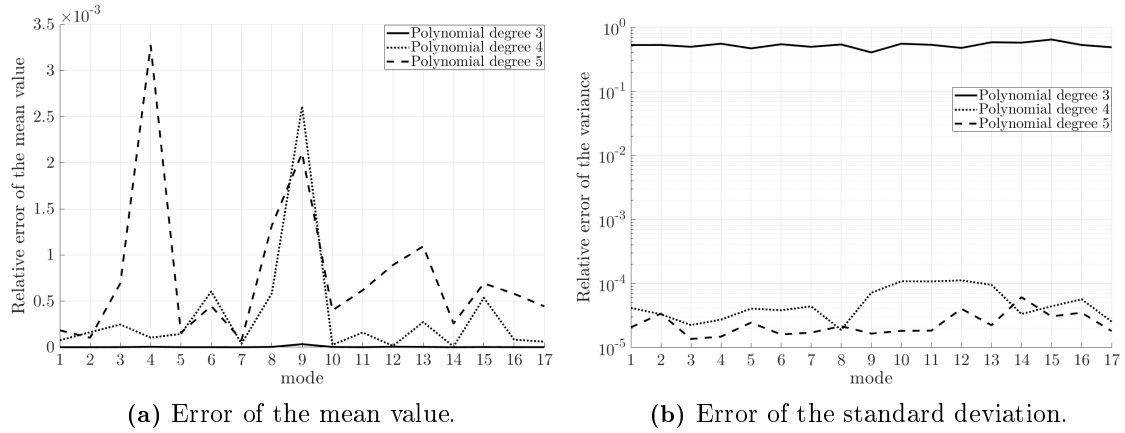 ×10⁻³
3.5
3
2.5
2
1.5
1
0.5
0
Relative error of the mean value
Polynomial degree 3
Polynomial degree 4
Polynomial degree 5
1 2 3 4 5 6 7 8 9 10 11 12 13 14 15 16 17
mode
(a) Error of the mean value.
10⁰
10⁻¹
10⁻²
10⁻³
10⁻⁴
10⁻⁵
Relative error of the variance
Polynomial degree 3
Polynomial degree 4
Polynomial degree 5
1 2 3 4 5 6 7 8 9 10 11 12 13 14 15 16 17
mode
(b) Error of the standard deviation.